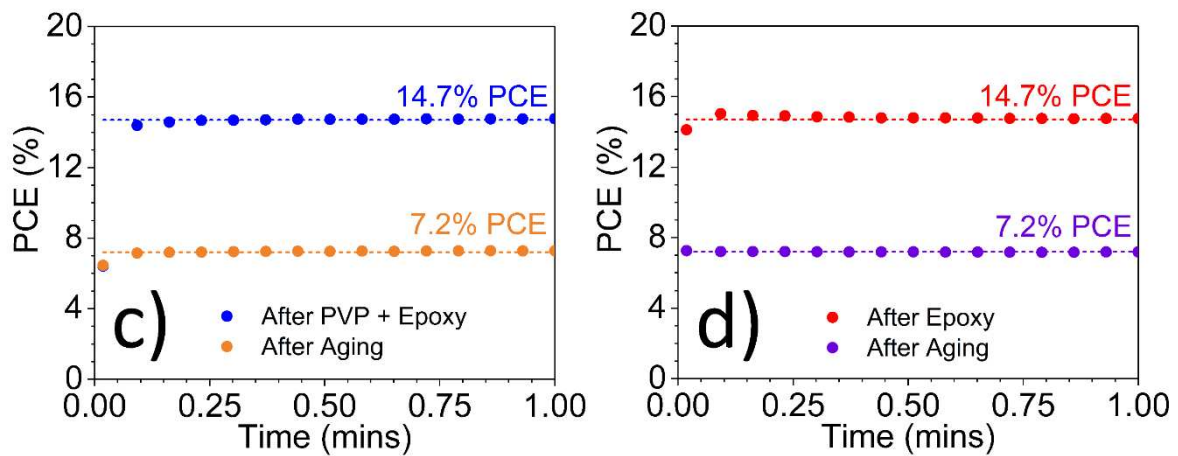 20
16
12
8
4
0
PCE (%)
14.7% PCE
7.2% PCE
c)
After PVP + Epoxy
After Aging
0.00 0.25 0.50 0.75 1.00
Time (mins)
20
16
12
8
4
0
PCE (%)
14.7% PCE
7.2% PCE
d)
After Epoxy
After Aging
0.00 0.25 0.50 0.75 1.00
Time (mins)